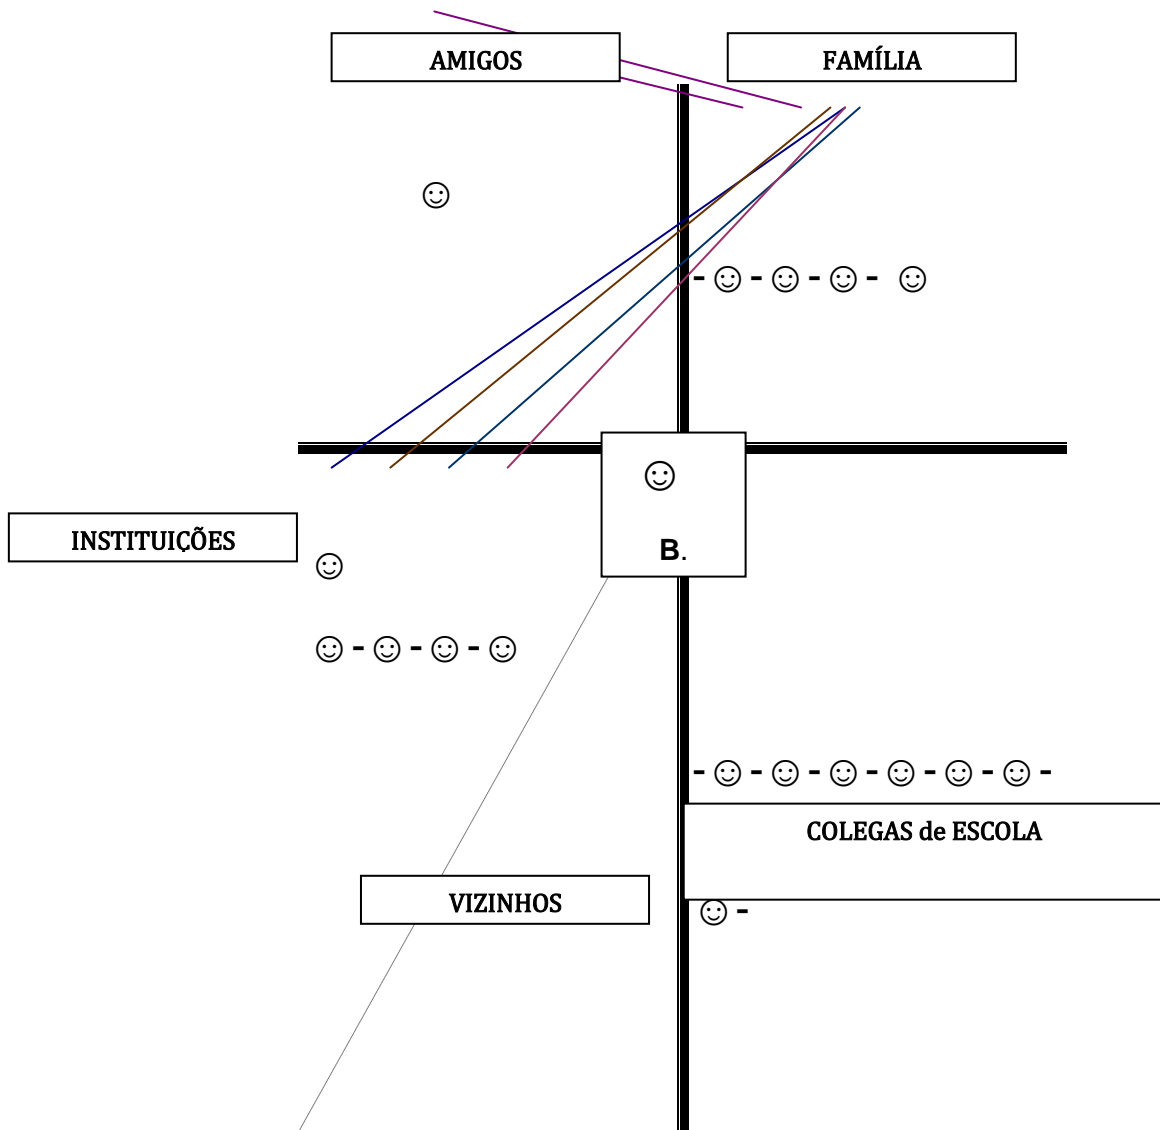 AMIGOS
FAMÍLIA
☺
-☺-☺-☺- ☺
☺
B.
INSTITUIÇÕES
☺
☺-☺-☺-☺
-☺-☺-☺-☺-☺-☺-
COLEGAS de ESCOLA
VIZINHOS
☺-